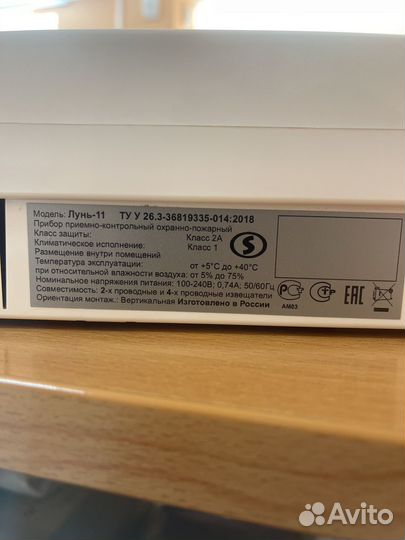 Модель: Лунь-11 ТУ У 26.3-36819335-014:2018
Прибор приемно-контрольный охранно-пожарный
Класс защиты: Класс 2А
Климатическое исполнение: Класс 1
Размещение внутри помещений
Температура эксплуатации: от +5°С до +40°С
при относительной влажности воздуха: от 5% до 75%
Номинальное напряжения питания: 100-240В; 0,74А; 50/60Гц
Совместимость: 2-х проводные и 4-х проводные извещатели
Ориентация монтаж.: Вертикальная Изготовлено в России
S
РС Т ЕАС
АМ03
Avito